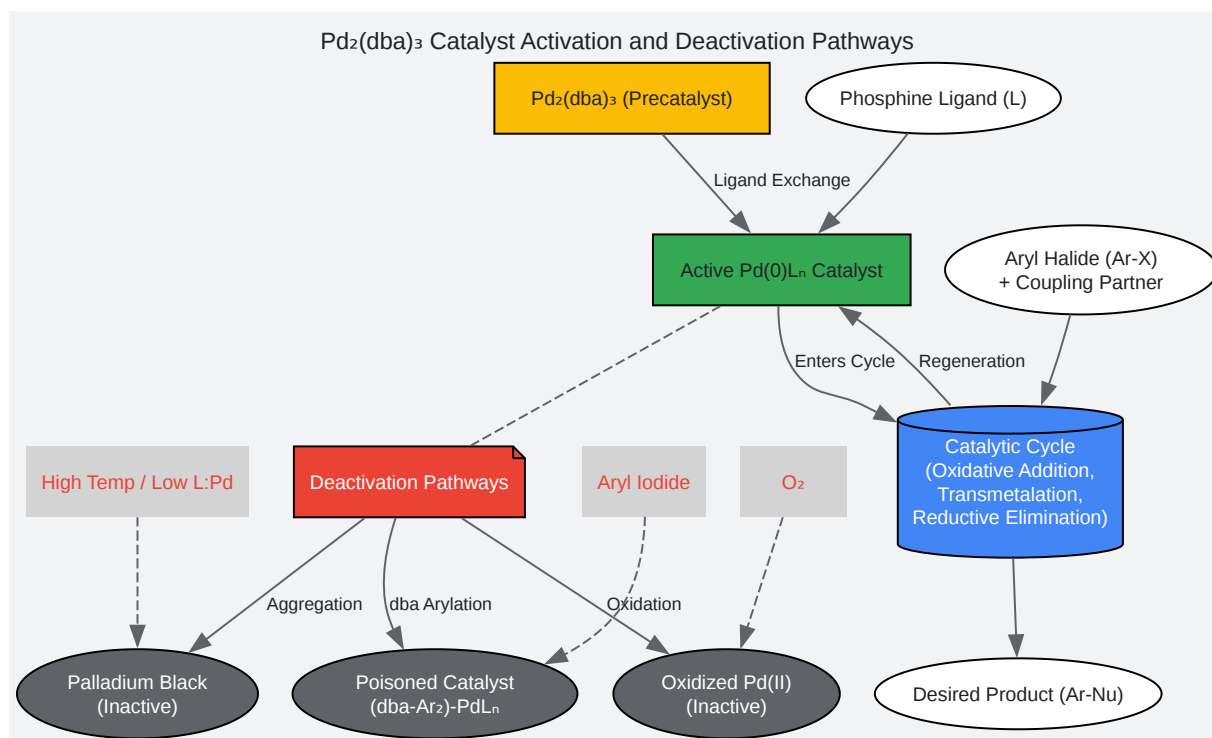 Pd₂(dba)₃ Catalyst Activation and Deactivation Pathways
Pd₂(dba)₃ (Precatalyst)
Phosphine Ligand (L)
Ligand Exchange
Active Pd(0)Lₙ Catalyst
Aryl Halide (Ar-X)
+ Coupling Partner
Enters Cycle
Regeneration
High Temp / Low L:Pd
Deactivation Pathways
Aryl Iodide
O₂
Catalytic Cycle
(Oxidative Addition,
Transmetalation,
Reductive Elimination)
Aggregation
dba Arylation
Oxidation
Palladium Black
(Inactive)
Poisoned Catalyst
(dba-Ar₂)-PdLₙ
Oxidized Pd(II)
(Inactive)
Desired Product (Ar-Nu)